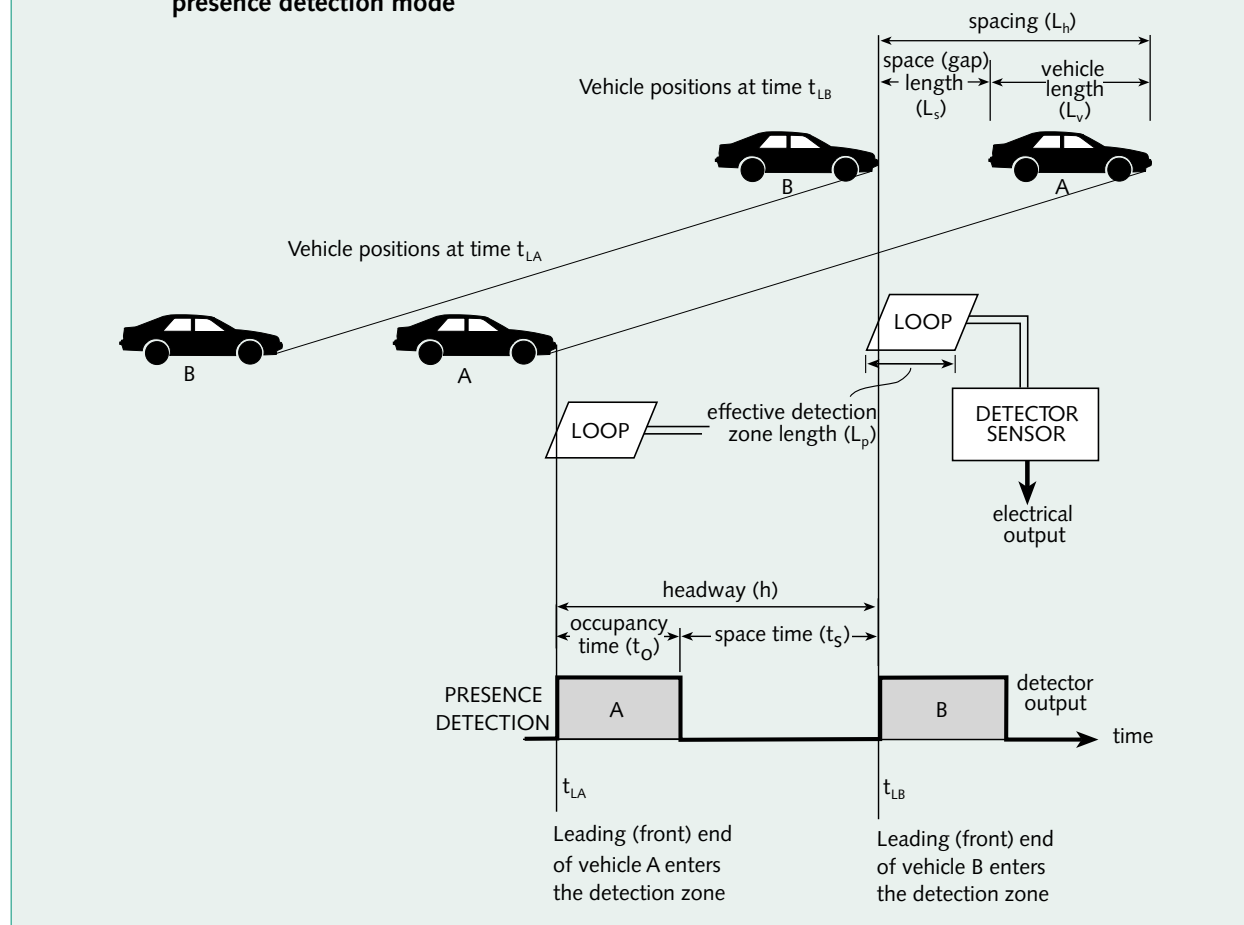 presence detection mode
spacing (Lh)
space (gap)
length
(Ls)
vehicle
length
(Lv)
Vehicle positions at time tLB
B
A
Vehicle positions at time tLA
B
A
LOOP
LOOP
effective detection
zone length (Lp)
DETECTOR
SENSOR
electrical
output
headway (h)
occupancy
time (to)
space time (ts)
PRESENCE
DETECTION
A
B
detector
output
time
tLA
tLB
Leading (front) end
of vehicle A enters
the detection zone
Leading (front) end
of vehicle B enters
the detection zone